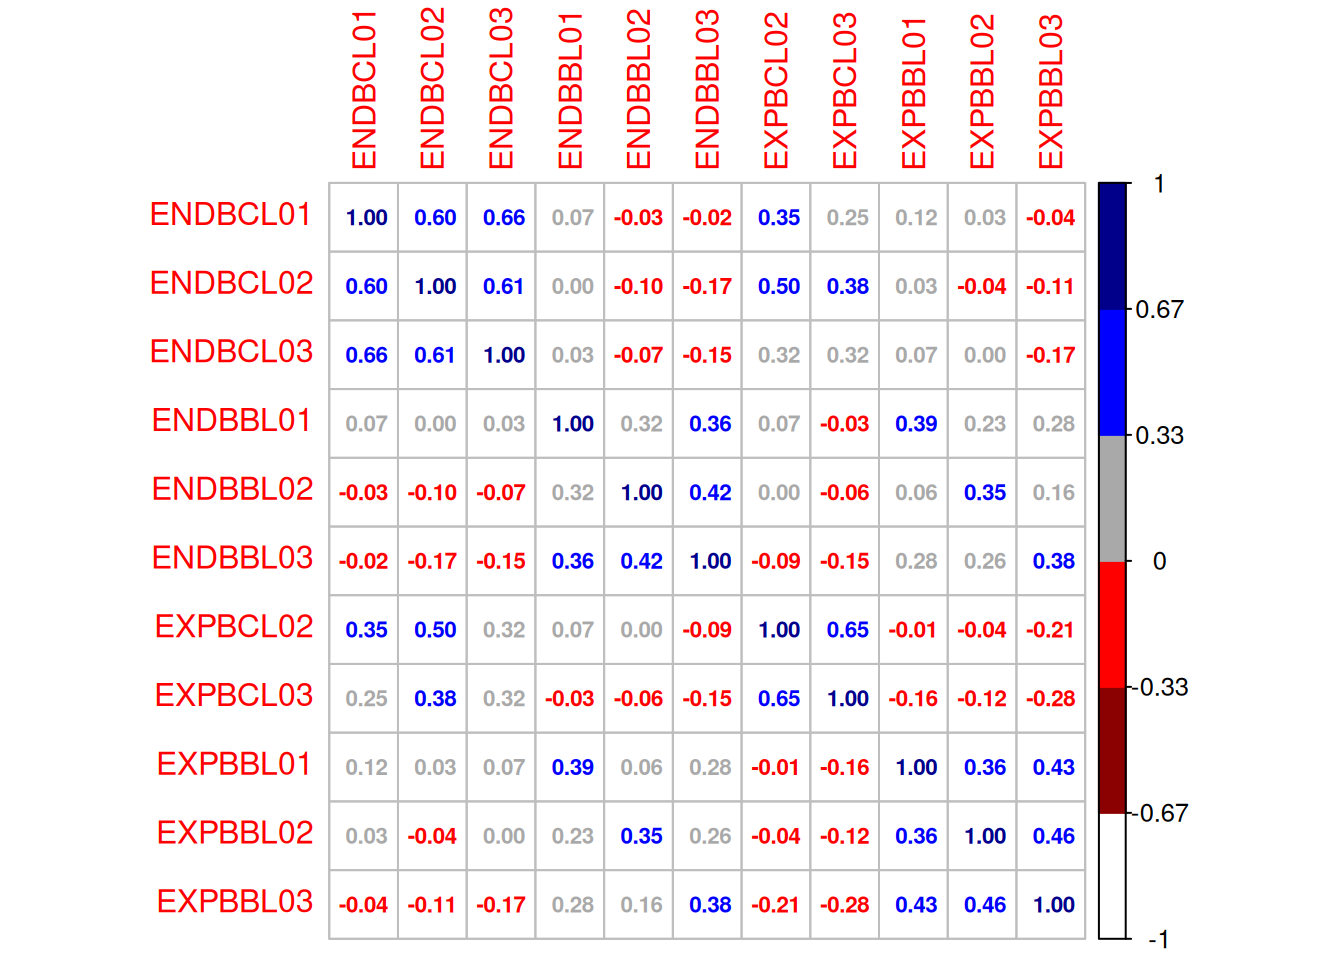 ENDBCL01 ENDBCL02 ENDBCL03 ENDBBL01 ENDBBL02 ENDBBL03 EXPBCL02 EXPBCL03 EXPBBL01 EXPBBL02 EXPBBL03
ENDBCL01 1.00 0.60 0.66 0.07 -0.03 -0.02 0.35 0.25 0.12 0.03 -0.04
ENDBCL02 0.60 1.00 0.61 0.00 -0.10 -0.17 0.50 0.38 0.03 -0.04 -0.11
ENDBCL03 0.66 0.61 1.00 0.03 -0.07 -0.15 0.32 0.32 0.07 0.00 -0.17
ENDBBL01 0.07 0.00 0.03 1.00 0.32 0.36 0.07 -0.03 0.39 0.23 0.28
ENDBBL02 -0.03 -0.10 -0.07 0.32 1.00 0.42 0.00 -0.06 0.06 0.35 0.16
ENDBBL03 -0.02 -0.17 -0.15 0.36 0.42 1.00 -0.09 -0.15 0.28 0.26 0.38
EXPBCL02 0.35 0.50 0.32 0.07 0.00 -0.09 1.00 0.65 -0.01 -0.04 -0.21
EXPBCL03 0.25 0.38 0.32 -0.03 -0.06 -0.15 0.65 1.00 -0.16 -0.12 -0.28
EXPBBL01 0.12 0.03 0.07 0.39 0.06 0.28 -0.01 -0.16 1.00 0.36 0.43
EXPBBL02 0.03 -0.04 0.00 0.23 0.35 0.26 -0.04 -0.12 0.36 1.00 0.46
EXPBBL03 -0.04 -0.11 -0.17 0.28 0.16 0.38 -0.21 -0.28 0.43 0.46 1.00
1
0.67
0.33
0
-0.33
-0.67
-1